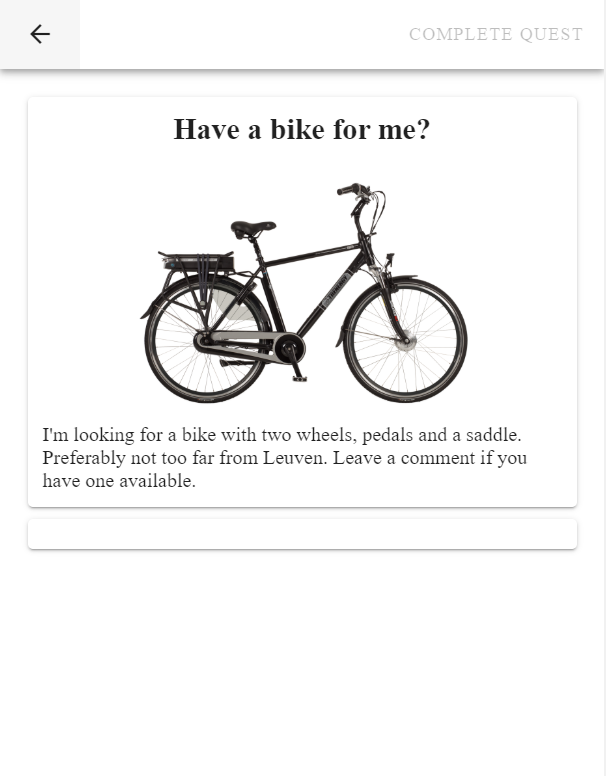 COMPLETE QUEST
Have a bike for me?
I'm looking for a bike with two wheels, pedals and a saddle.
Preferably not too far from Leuven. Leave a comment if you
have one available.